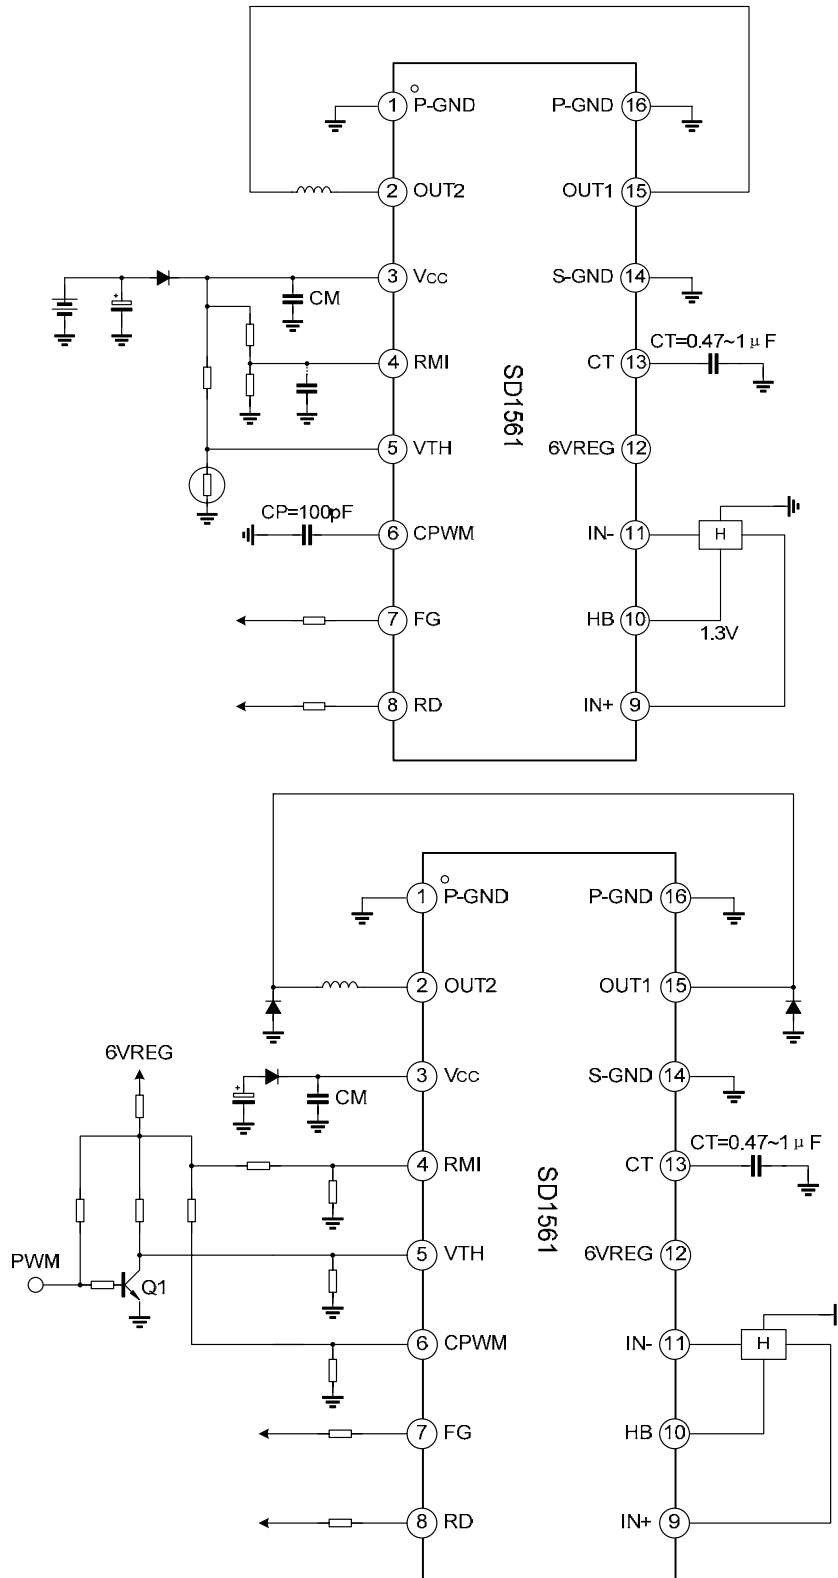 1 P-GND P-GND 16
2 OUT2 OUT1 15
3 Vcc S-GND 14
CM
CT=0.47~1μF
4 RMI CT 13
SD1561
5 VTH 6VREG 12
CP=100pF
6 CPWM IN- 11 H
7 FG HB 10
1.3V
8 RD IN+ 9
1 P-GND P-GND 16
2 OUT2 OUT1 15
6VREG
3 Vcc S-GND 14
CM
CT=0.47~1μF
4 RMI CT 13
SD1561
5 VTH 6VREG 12
PWM
Q1
6 CPWM IN- 11 H
7 FG HB 10
8 RD IN+ 9